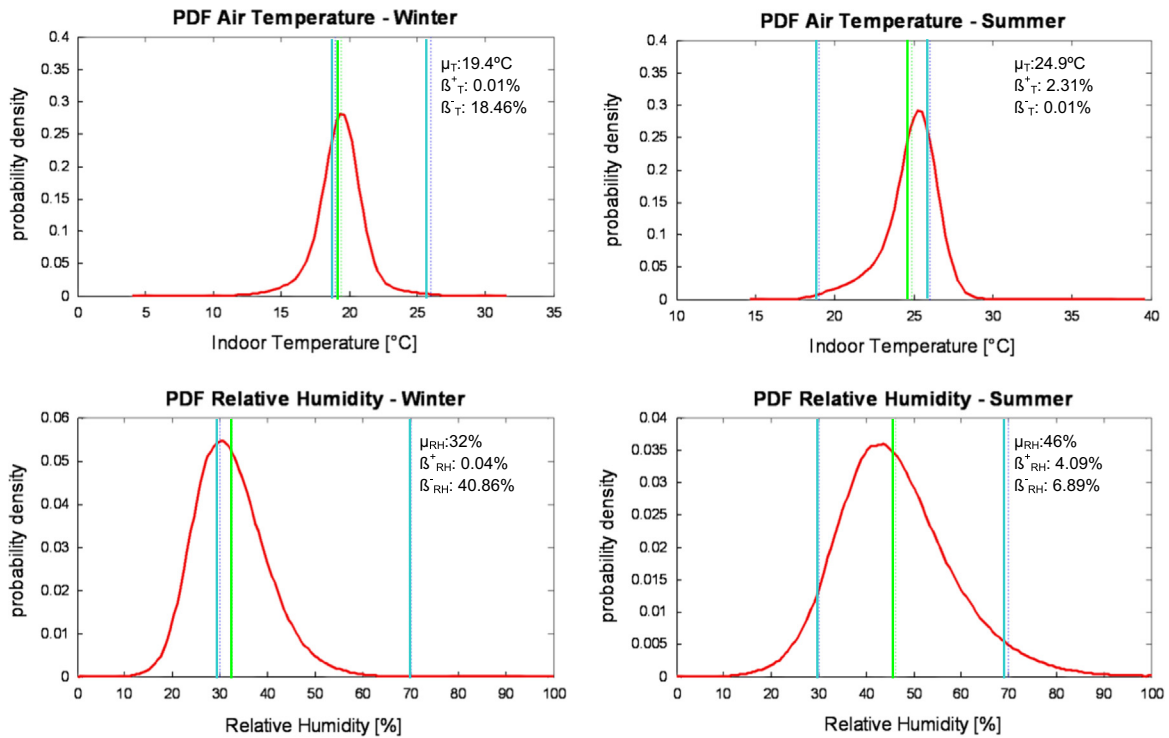 PDF Air Temperature - Winter
0.4
0.35
0.3
0.25
0.2
0.15
0.1
0.05
0
probability density
μT:19.4ºC
ß+T: 0.01%
ß-T: 18.46%
0 5 10 15 20 25 30 35
Indoor Temperature [°C]
PDF Air Temperature - Summer
0.4
0.35
0.3
0.25
0.2
0.15
0.1
0.05
0
probability density
μT:24.9ºC
ß+T: 2.31%
ß-T: 0.01%
10 15 20 25 30 35 40
Indoor Temperature [°C]
PDF Relative Humidity - Winter
0.06
0.05
0.04
0.03
0.02
0.01
0
probability density
μRH:32%
ß+RH: 0.04%
ß-RH: 40.86%
0 10 20 30 40 50 60 70 80 90 100
Relative Humidity [%]
PDF Relative Humidity - Summer
0.04
0.035
0.03
0.025
0.02
0.015
0.01
0.005
0
probability density
μRH:46%
ß+RH: 4.09%
ß-RH: 6.89%
0 10 20 30 40 50 60 70 80 90 100
Relative Humidity [%]